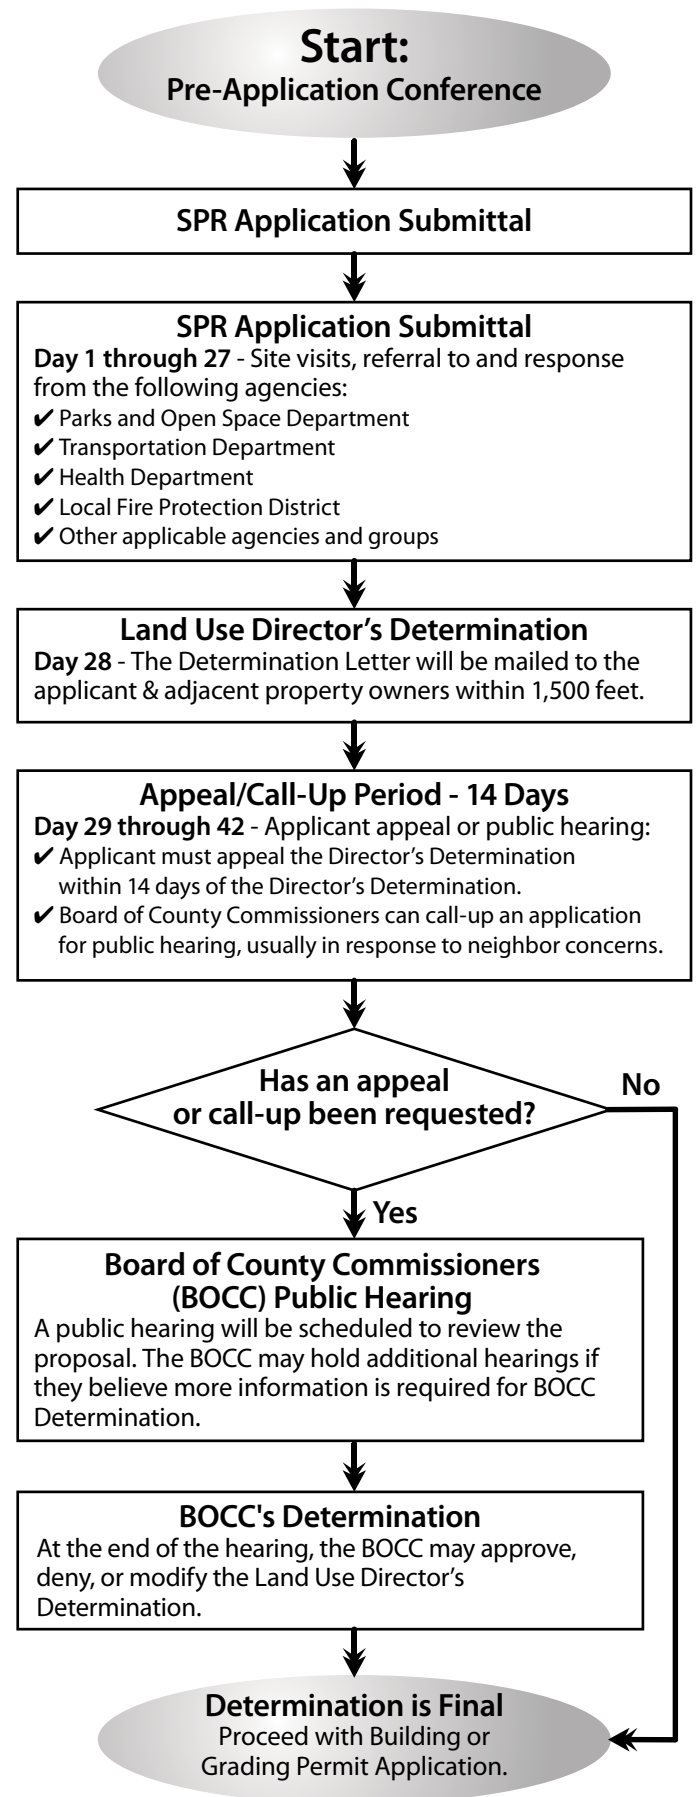 Start:
Pre-Application Conference
SPR Application Submittal
SPR Application Submittal
Day 1 through 27 - Site visits, referral to and response
from the following agencies:
✔ Parks and Open Space Department
✔ Transportation Department
✔ Health Department
✔ Local Fire Protection District
✔ Other applicable agencies and groups
Land Use Director’s Determination
Day 28 - The Determination Letter will be mailed to the
applicant & adjacent property owners within 1,500 feet.
Appeal/Call-Up Period - 14 Days
Day 29 through 42 - Applicant appeal or public hearing:
✔ Applicant must appeal the Director’s Determination
within 14 days of the Director’s Determination.
✔ Board of County Commissioners can call-up an application
for public hearing, usually in response to neighbor concerns.
Has an appeal
or call-up been requested?
No
Yes
Board of County Commissioners
(BOCC) Public Hearing
A public hearing will be scheduled to review the
proposal. The BOCC may hold additional hearings if
they believe more information is required for BOCC
Determination.
BOCC's Determination
At the end of the hearing, the BOCC may approve,
deny, or modify the Land Use Director’s
Determination.
Determination is Final
Proceed with Building or
Grading Permit Application.